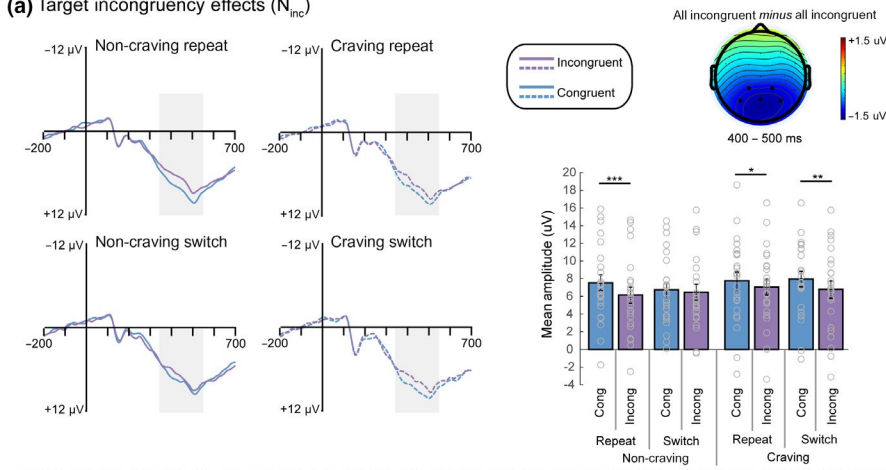 (a) Target incongruency effects (Ninc)
Non-craving repeat
−12 µV
−200
700
+12 µV
Craving repeat
−12 µV
−200
700
+12 µV
Non-craving switch
−12 µV
−200
700
+12 µV
Craving switch
−12 µV
−200
700
+12 µV
Incongruent
Congruent
All incongruent minus all incongruent
+1.5 uV
−1.5 uV
400 – 500 ms
Mean amplitude (uV)
20
18
16
14
12
10
8
6
4
2
0
-2
-4
*** * **
Cong Incong Cong Incong Cong Incong Cong Incong
Repeat Switch Repeat Switch
Non-craving Craving